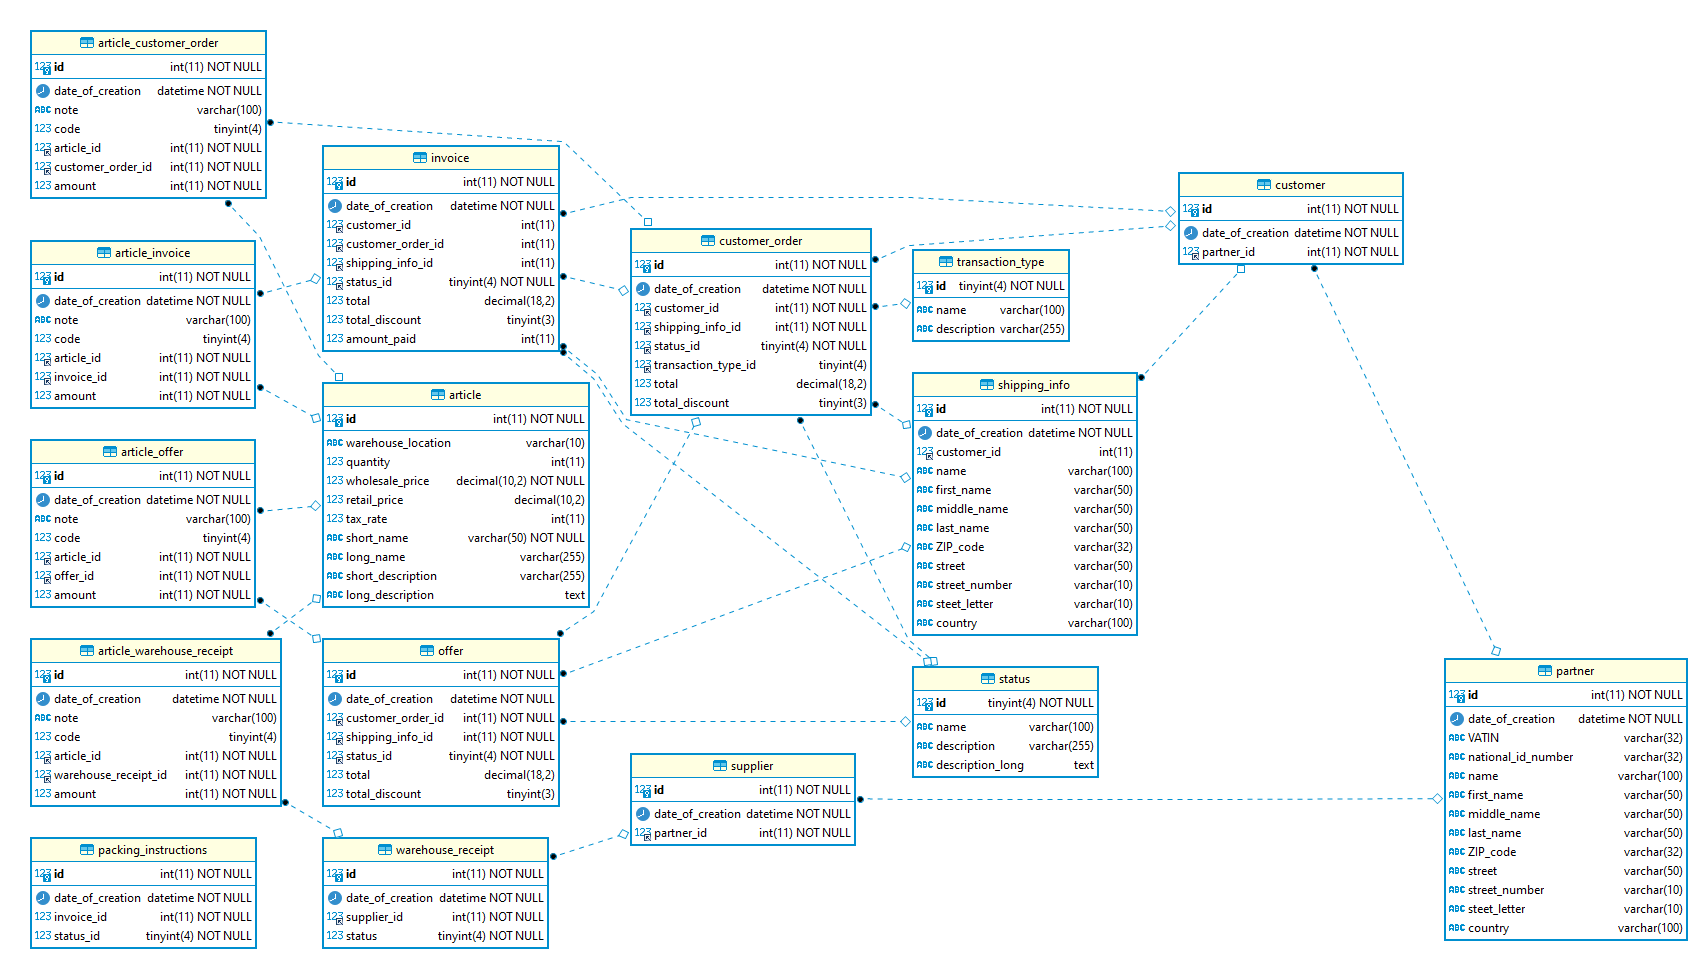 article_customer_order
id int(11) NOT NULL
date_of_creation datetime NOT NULL
note varchar(100)
code tinyint(4)
article_id int(11) NOT NULL
customer_order_id int(11) NOT NULL
amount int(11) NOT NULL
article_invoice
id int(11) NOT NULL
date_of_creation datetime NOT NULL
note varchar(100)
code tinyint(4)
article_id int(11) NOT NULL
invoice_id int(11) NOT NULL
amount int(11) NOT NULL
article_offer
id int(11) NOT NULL
date_of_creation datetime NOT NULL
note varchar(100)
code tinyint(4)
article_id int(11) NOT NULL
offer_id int(11) NOT NULL
amount int(11) NOT NULL
article_warehouse_receipt
id int(11) NOT NULL
date_of_creation datetime NOT NULL
note varchar(100)
code tinyint(4)
article_id int(11) NOT NULL
warehouse_receipt_id int(11) NOT NULL
amount int(11) NOT NULL
packing_instructions
id int(11) NOT NULL
date_of_creation datetime NOT NULL
invoice_id int(11) NOT NULL
status_id tinyint(4) NOT NULL
invoice
id int(11) NOT NULL
date_of_creation datetime NOT NULL
customer_id int(11)
customer_order_id int(11)
shipping_info_id int(11)
status_id tinyint(4) NOT NULL
total decimal(18,2)
total_discount tinyint(3)
amount_paid int(11)
article
id int(11) NOT NULL
warehouse_location varchar(10)
quantity int(11)
wholesale_price decimal(10,2) NOT NULL
retail_price decimal(10,2)
tax_rate int(11)
short_name varchar(50) NOT NULL
long_name varchar(255)
short_description varchar(255)
long_description text
offer
id int(11) NOT NULL
date_of_creation datetime NOT NULL
customer_order_id int(11) NOT NULL
shipping_info_id int(11) NOT NULL
status_id tinyint(4) NOT NULL
total decimal(18,2)
total_discount tinyint(3)
warehouse_receipt
id int(11) NOT NULL
date_of_creation datetime NOT NULL
supplier_id int(11) NOT NULL
status tinyint(4) NOT NULL
customer_order
id int(11) NOT NULL
date_of_creation datetime NOT NULL
customer_id int(11) NOT NULL
shipping_info_id int(11) NOT NULL
status_id tinyint(4) NOT NULL
transaction_type_id tinyint(4)
total decimal(18,2)
total_discount tinyint(3)
supplier
id int(11) NOT NULL
date_of_creation datetime NOT NULL
partner_id int(11) NOT NULL
transaction_type
id tinyint(4) NOT NULL
name varchar(100)
description varchar(255)
shipping_info
id int(11) NOT NULL
date_of_creation datetime NOT NULL
customer_id int(11)
name varchar(100)
first_name varchar(50)
middle_name varchar(50)
last_name varchar(50)
ZIP_code varchar(32)
street varchar(50)
street_number varchar(10)
steet_letter varchar(10)
country varchar(100)
status
id tinyint(4) NOT NULL
name varchar(100)
description varchar(255)
description_long text
customer
id int(11) NOT NULL
date_of_creation datetime NOT NULL
partner_id int(11) NOT NULL
partner
id int(11) NOT NULL
date_of_creation datetime NOT NULL
VATIN varchar(32)
national_id_number varchar(32)
name varchar(100)
first_name varchar(50)
middle_name varchar(50)
last_name varchar(50)
ZIP_code varchar(32)
street varchar(50)
street_number varchar(10)
steet_letter varchar(10)
country varchar(100)